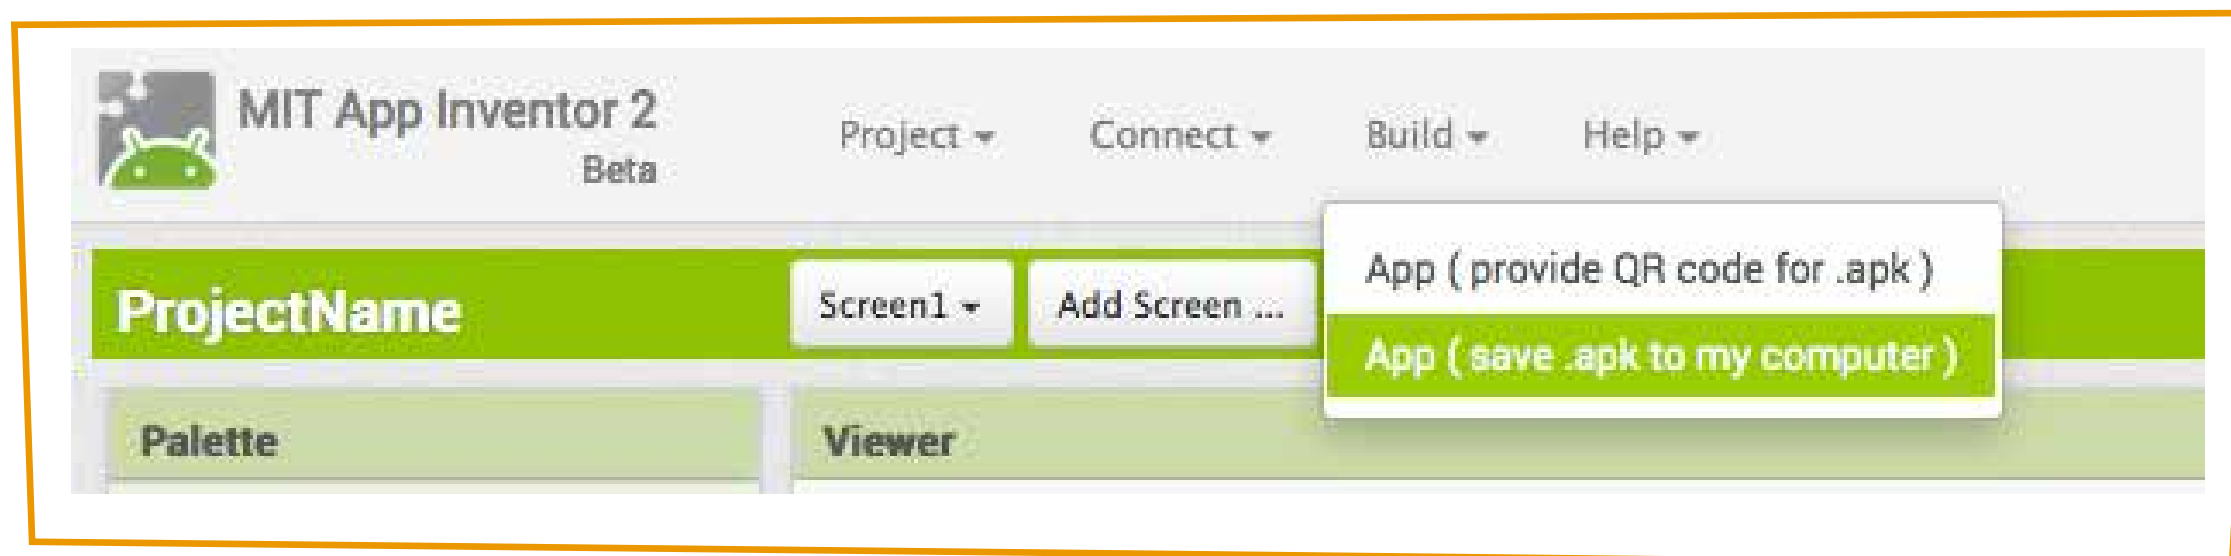 MIT App Inventor 2
Beta
Project Connect Build Help
ProjectName
Screen1
Add Screen ...
App ( provide QR code for .apk )
App ( save .apk to my computer )
Palette
Viewer